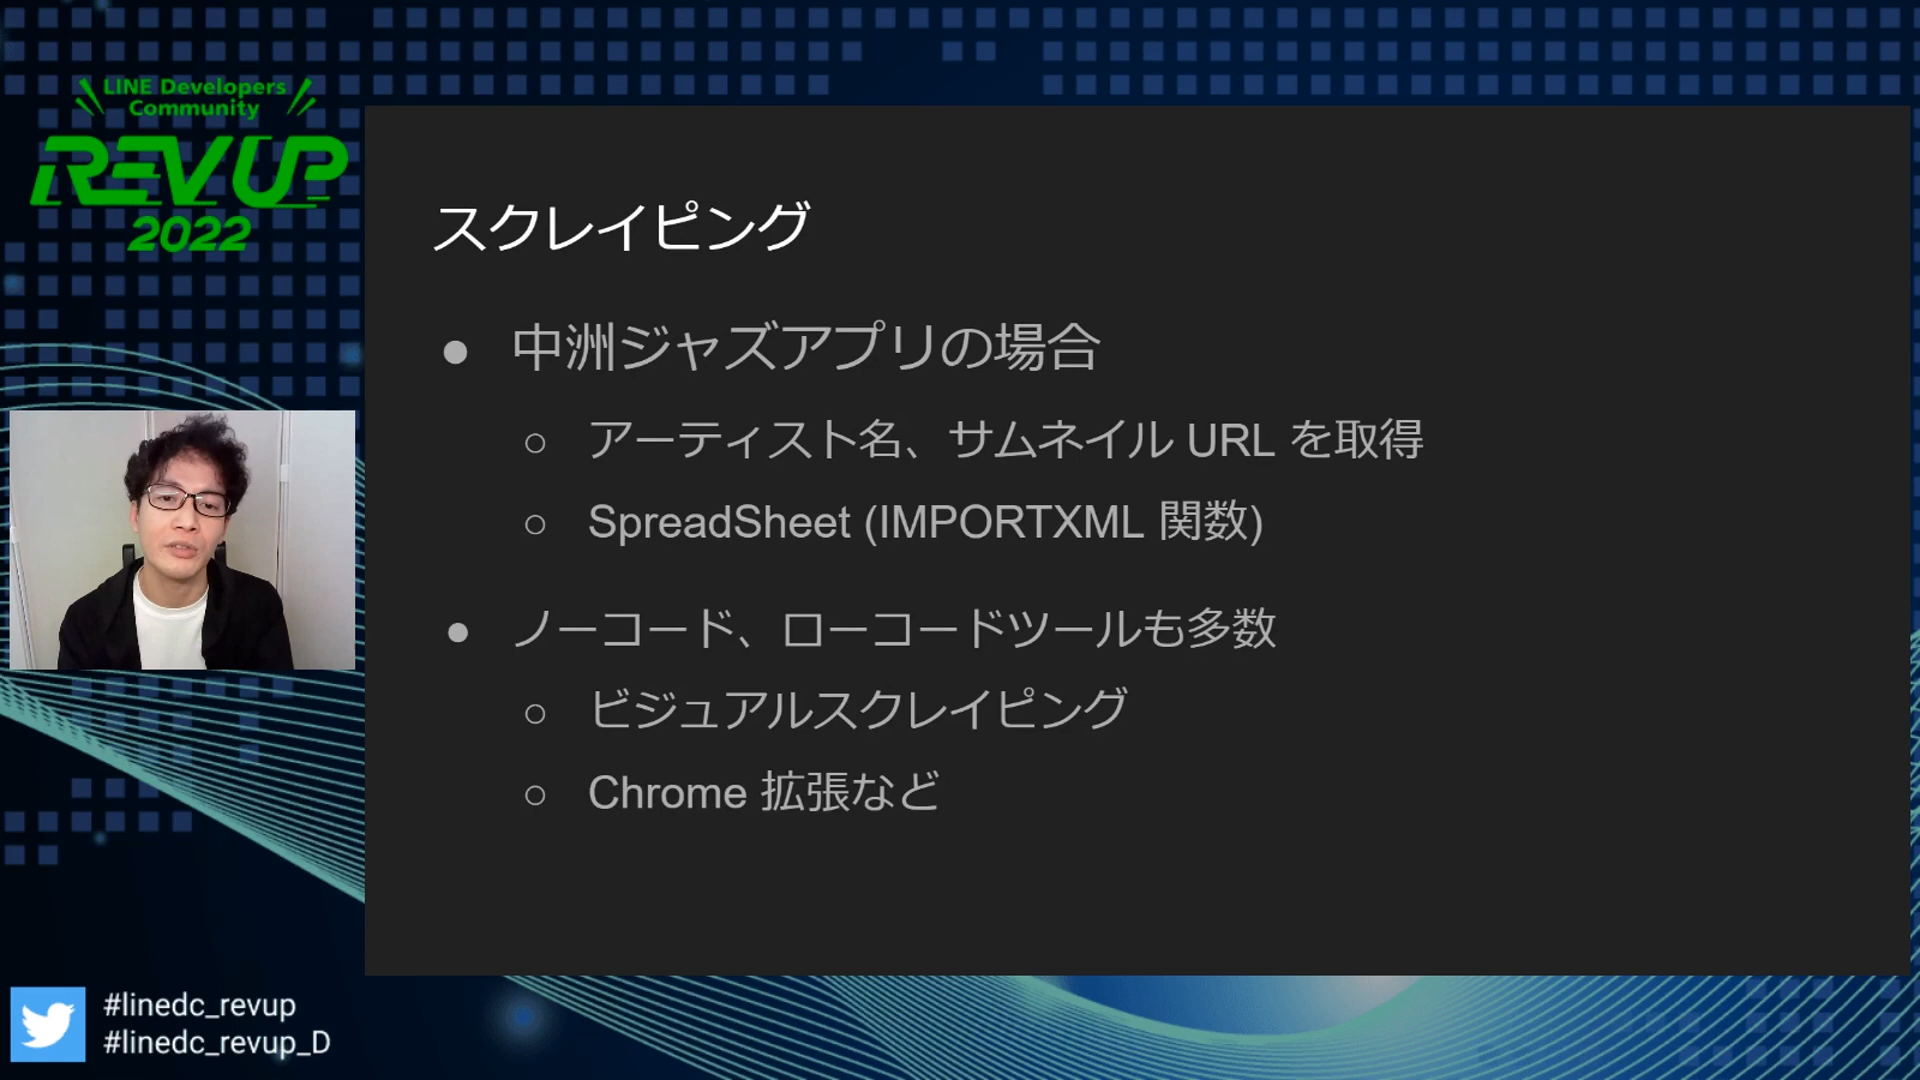 LINE Developers
Community
REV UP
2022
スクレイピング
● 中洲ジャズアプリの場合
○ アーティスト名、サムネイル URL を取得
○ SpreadSheet (IMPORTXML 関数)
● ノーコード、ローコードツールも多数
○ ビジュアルスクレイピング
○ Chrome 拡張など
#linedc_revup
#linedc_revup_D